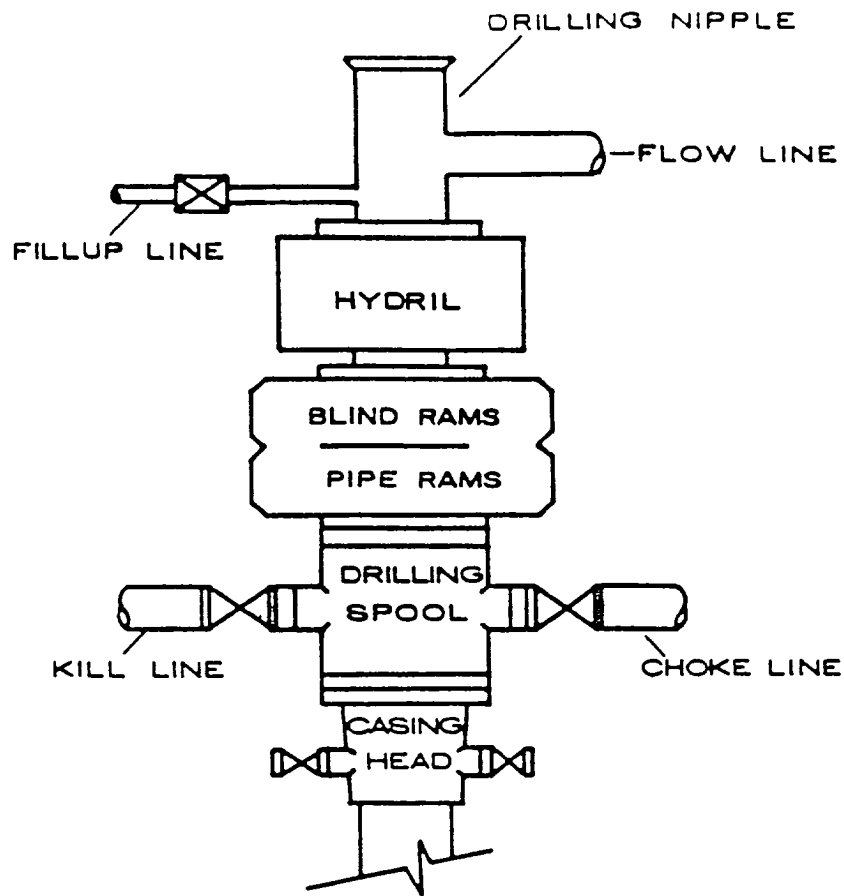 DRILLING NIPPLE
FLOW LINE
FILLUP LINE
HYDRIL
BLIND RAMS
PIPE RAMS
DRILLING
SPOOL
KILL LINE
CHOKE LINE
CASING
HEAD